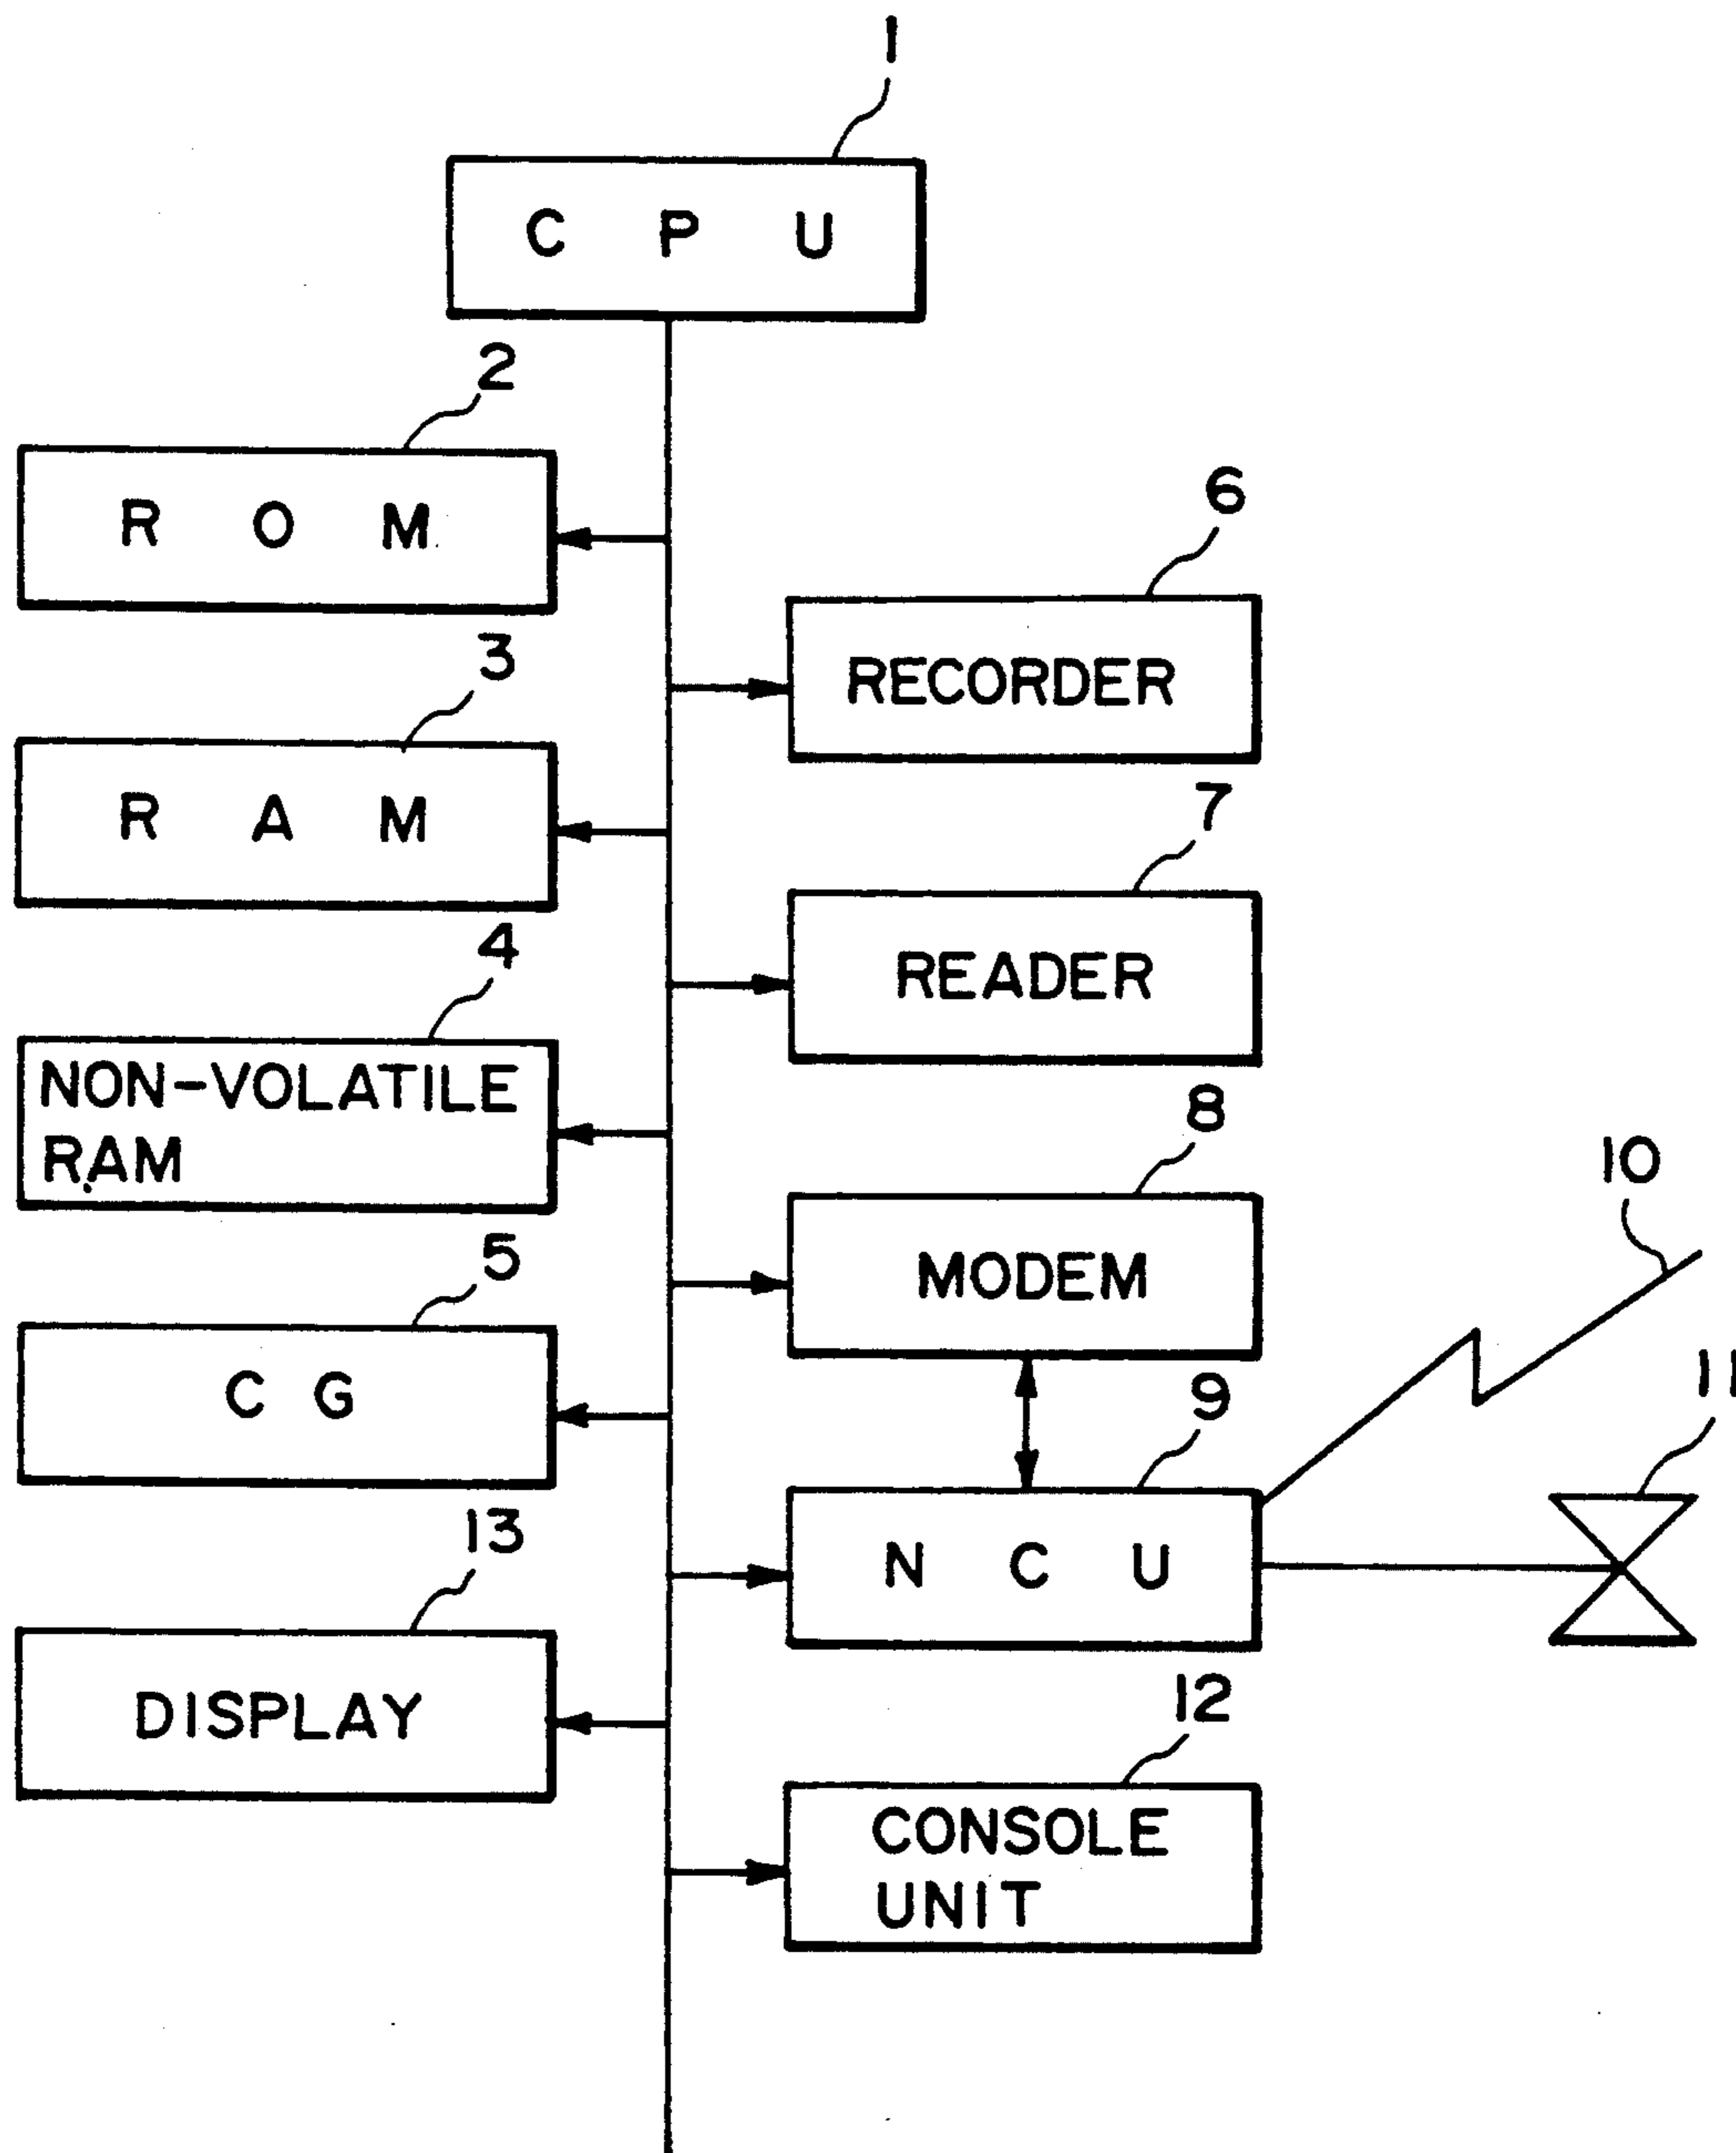 1
C P U
2
R O M
6
RECORDER
3
R A M
7
READER
4
NON-VOLATILE
RAM
8
MODEM
10
5
C G
9
N C U
11
13
DISPLAY
12
CONSOLE
UNIT